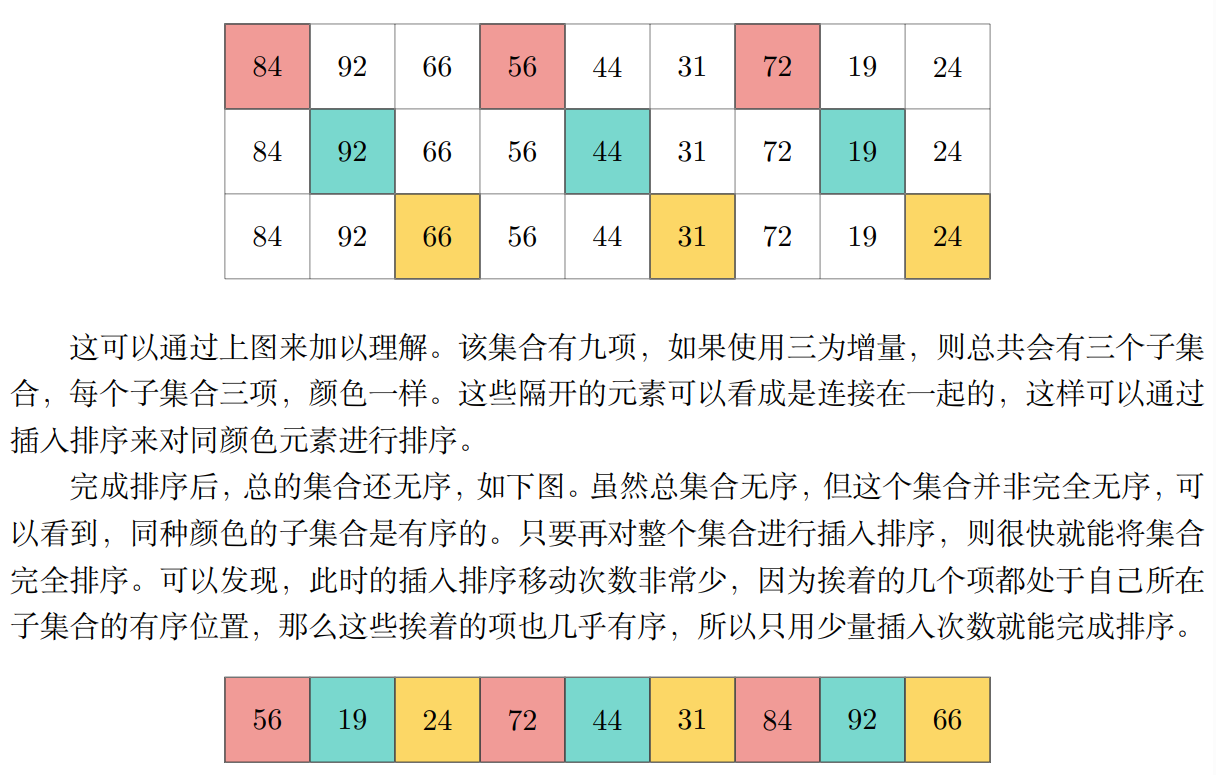 84 92 66 56 44 31 72 19 24
84 92 66 56 44 31 72 19 24
84 92 66 56 44 31 72 19 24
这可以通过上图来加以理解。该集合有九项，如果使用三为增量，则总共会有三个子集
合，每个子集合三项，颜色一样。这些隔开的元素可以看成是连接在一起的，这样可以通过
插入排序来对同颜色元素进行排序。
完成排序后，总的集合还无序，如下图。虽然总集合无序，但这个集合并非完全无序，可
以看到，同种颜色的子集合是有序的。只要再对整个集合进行插入排序，则很快就能将集合
完全排序。可以发现，此时的插入排序移动次数非常少，因为挨着的几个项都处于自己所在
子集合的有序位置，那么这些挨着的项也几乎有序，所以只用少量插入次数就能完成排序。
56 19 24 72 44 31 84 92 66